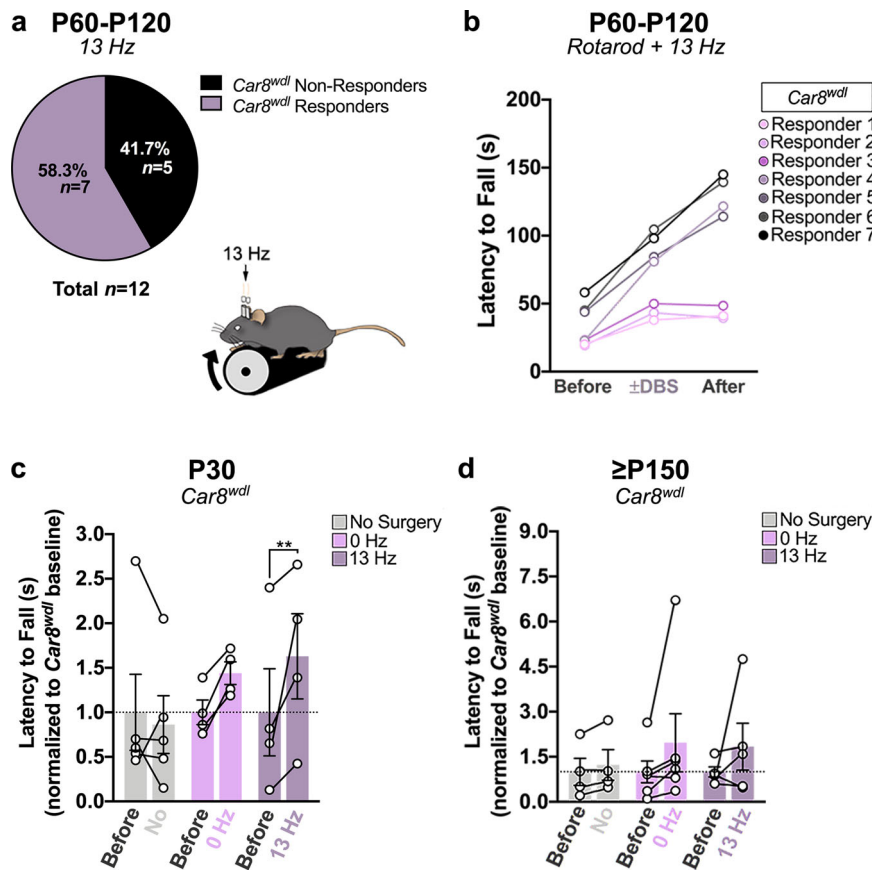 a
P60-P120
13 Hz
Car8wdl Non-Responders
Car8wdl Responders
41.7%
n=5
58.3%
n=7
Total n=12
13 Hz
b
P60-P120
Rotarod + 13 Hz
Latency to Fall (s)
200
150
100
50
0
Before ±DBS After
Car8wdl
Responder 1
Responder 2
Responder 3
Responder 4
Responder 5
Responder 6
Responder 7
c
P30
Car8wdl
Latency to Fall (s)
(normalized to Car8wdl baseline)
3.0
2.5
2.0
1.5
1.0
0.5
0.0
**
No Surgery
0 Hz
13 Hz
Before No Before 0 Hz Before 13 Hz
d
≥P150
Car8wdl
Latency to Fall (s)
(normalized to Car8wdl baseline)
9.0
7.5
6.0
4.5
3.0
1.5
0.0
No Surgery
0 Hz
13 Hz
Before No Before 0 Hz Before 13 Hz